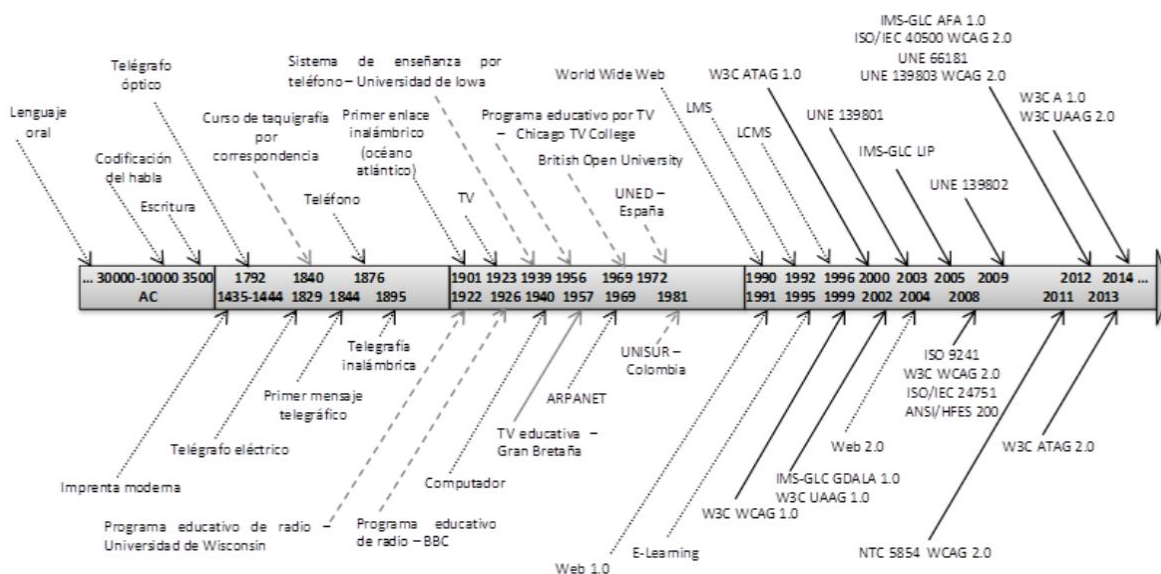 IMS-GLC AFA 1.0
ISO/IEC 40500 WCAG 2.0
UNE 66181
UNE 139803 WCAG 2.0
Sistema de enseñanza por
teléfono – Universidad de Iowa
Telégrafo
óptico
World Wide Web
W3C ATAG 1.0
W3C A 1.0
W3C UAAG 2.0
Lenguaje
oral
Curso de taquigrafía
por
correspondencia
Primer enlace
inalámbrico
(océano
atlántico)
Programa educativo por TV
– Chicago TV College
LMS
UNE 139801
LCMS
Codificación
del habla
British Open University
IMS-GLC LIP
Escritura
Teléfono
TV
UNED –
España
UNE 139802
... 30000-10000 3500 1792 1840 1876 1901 1923 1939 1956 1969 1972 1990 1992 1996 2000 2003 2005 2009 2012 2014 ...
AC 1435-1444 1829 1844 1895 1922 1926 1940 1957 1969 1981 1991 1995 1999 2002 2004 2008 2011 2013
Telegrafía
inalámbrica
UNISUR –
Colombia
ISO 9241
W3C WCAG 2.0
ISO/IEC 24751
ANSI/HFES 200
Primer mensaje
telegráfico
ARPANET
TV educativa –
Gran Bretaña
Telégrafo eléctrico
Web 2.0
W3C ATAG 2.0
Imprenta moderna
Computador
IMS-GLC GDALA 1.0
W3C UAAG 1.0
W3C WCAG 1.0
Programa educativo de radio –
Universidad de Wisconsin
Programa educativo
de radio – BBC
E-Learning
NTC 5854 WCAG 2.0
Web 1.0